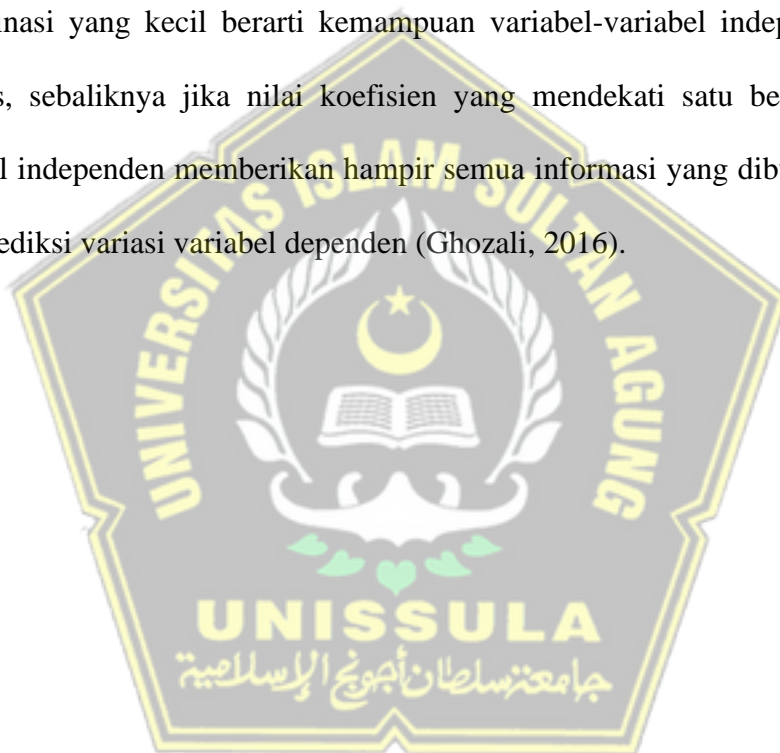 inasi yang kecil berarti kemampuan variabel-variabel indep
s, sebaliknya jika nilai koefisien yang mendekati satu be
l independen memberikan hampir semua informasi yang dib
ediksi variasi variabel dependen (Ghozali, 2016).
UNIVERSITAS ISLAM SULTAN AGUNG
UNISSULA
جامعة سلطان أجونج الإسلامية